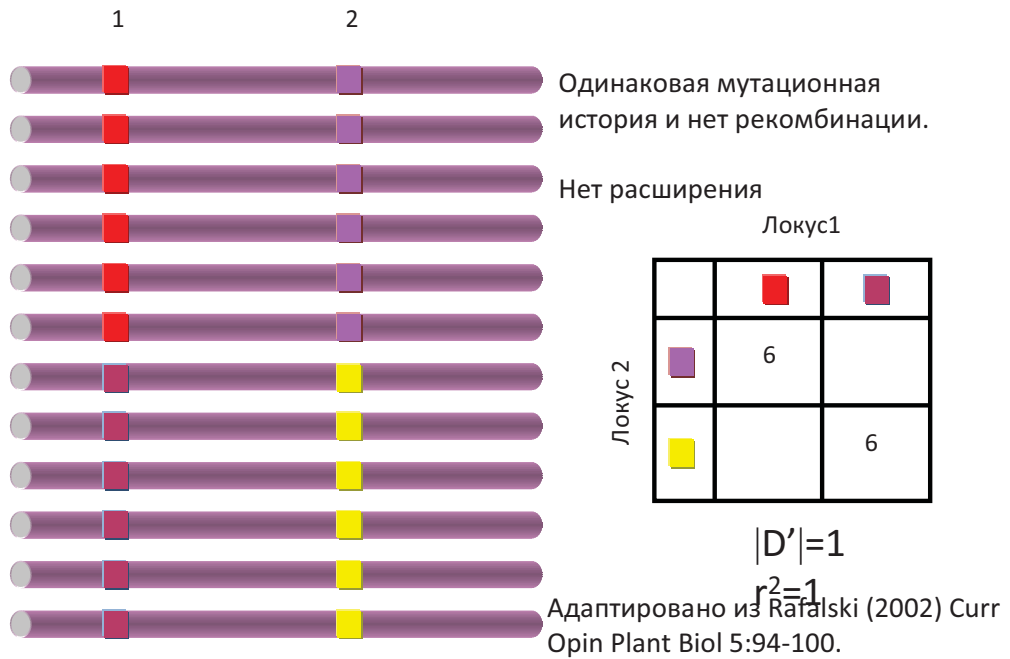 1 2
Одинаковая мутационная
история и нет рекомбинации.
Нет расширения
Локус1
Локус 2
6
6
|D’|=1
r²=1
Адаптировано из Rafalski (2002) Curr
Opin Plant Biol 5:94-100.